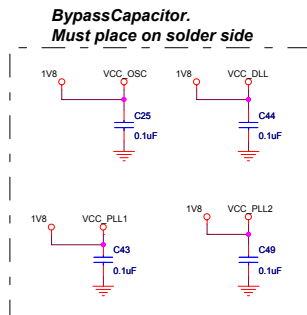 BypassCapacitor.
Must place on solder side
1V8 VCC_OSC 1V8 VCC_DLL
C25 C44
0.1uF 0.1uF
1V8 VCC_PLL1 1V8 VCC_PLL2
C43 C49
0.1uF 0.1uF